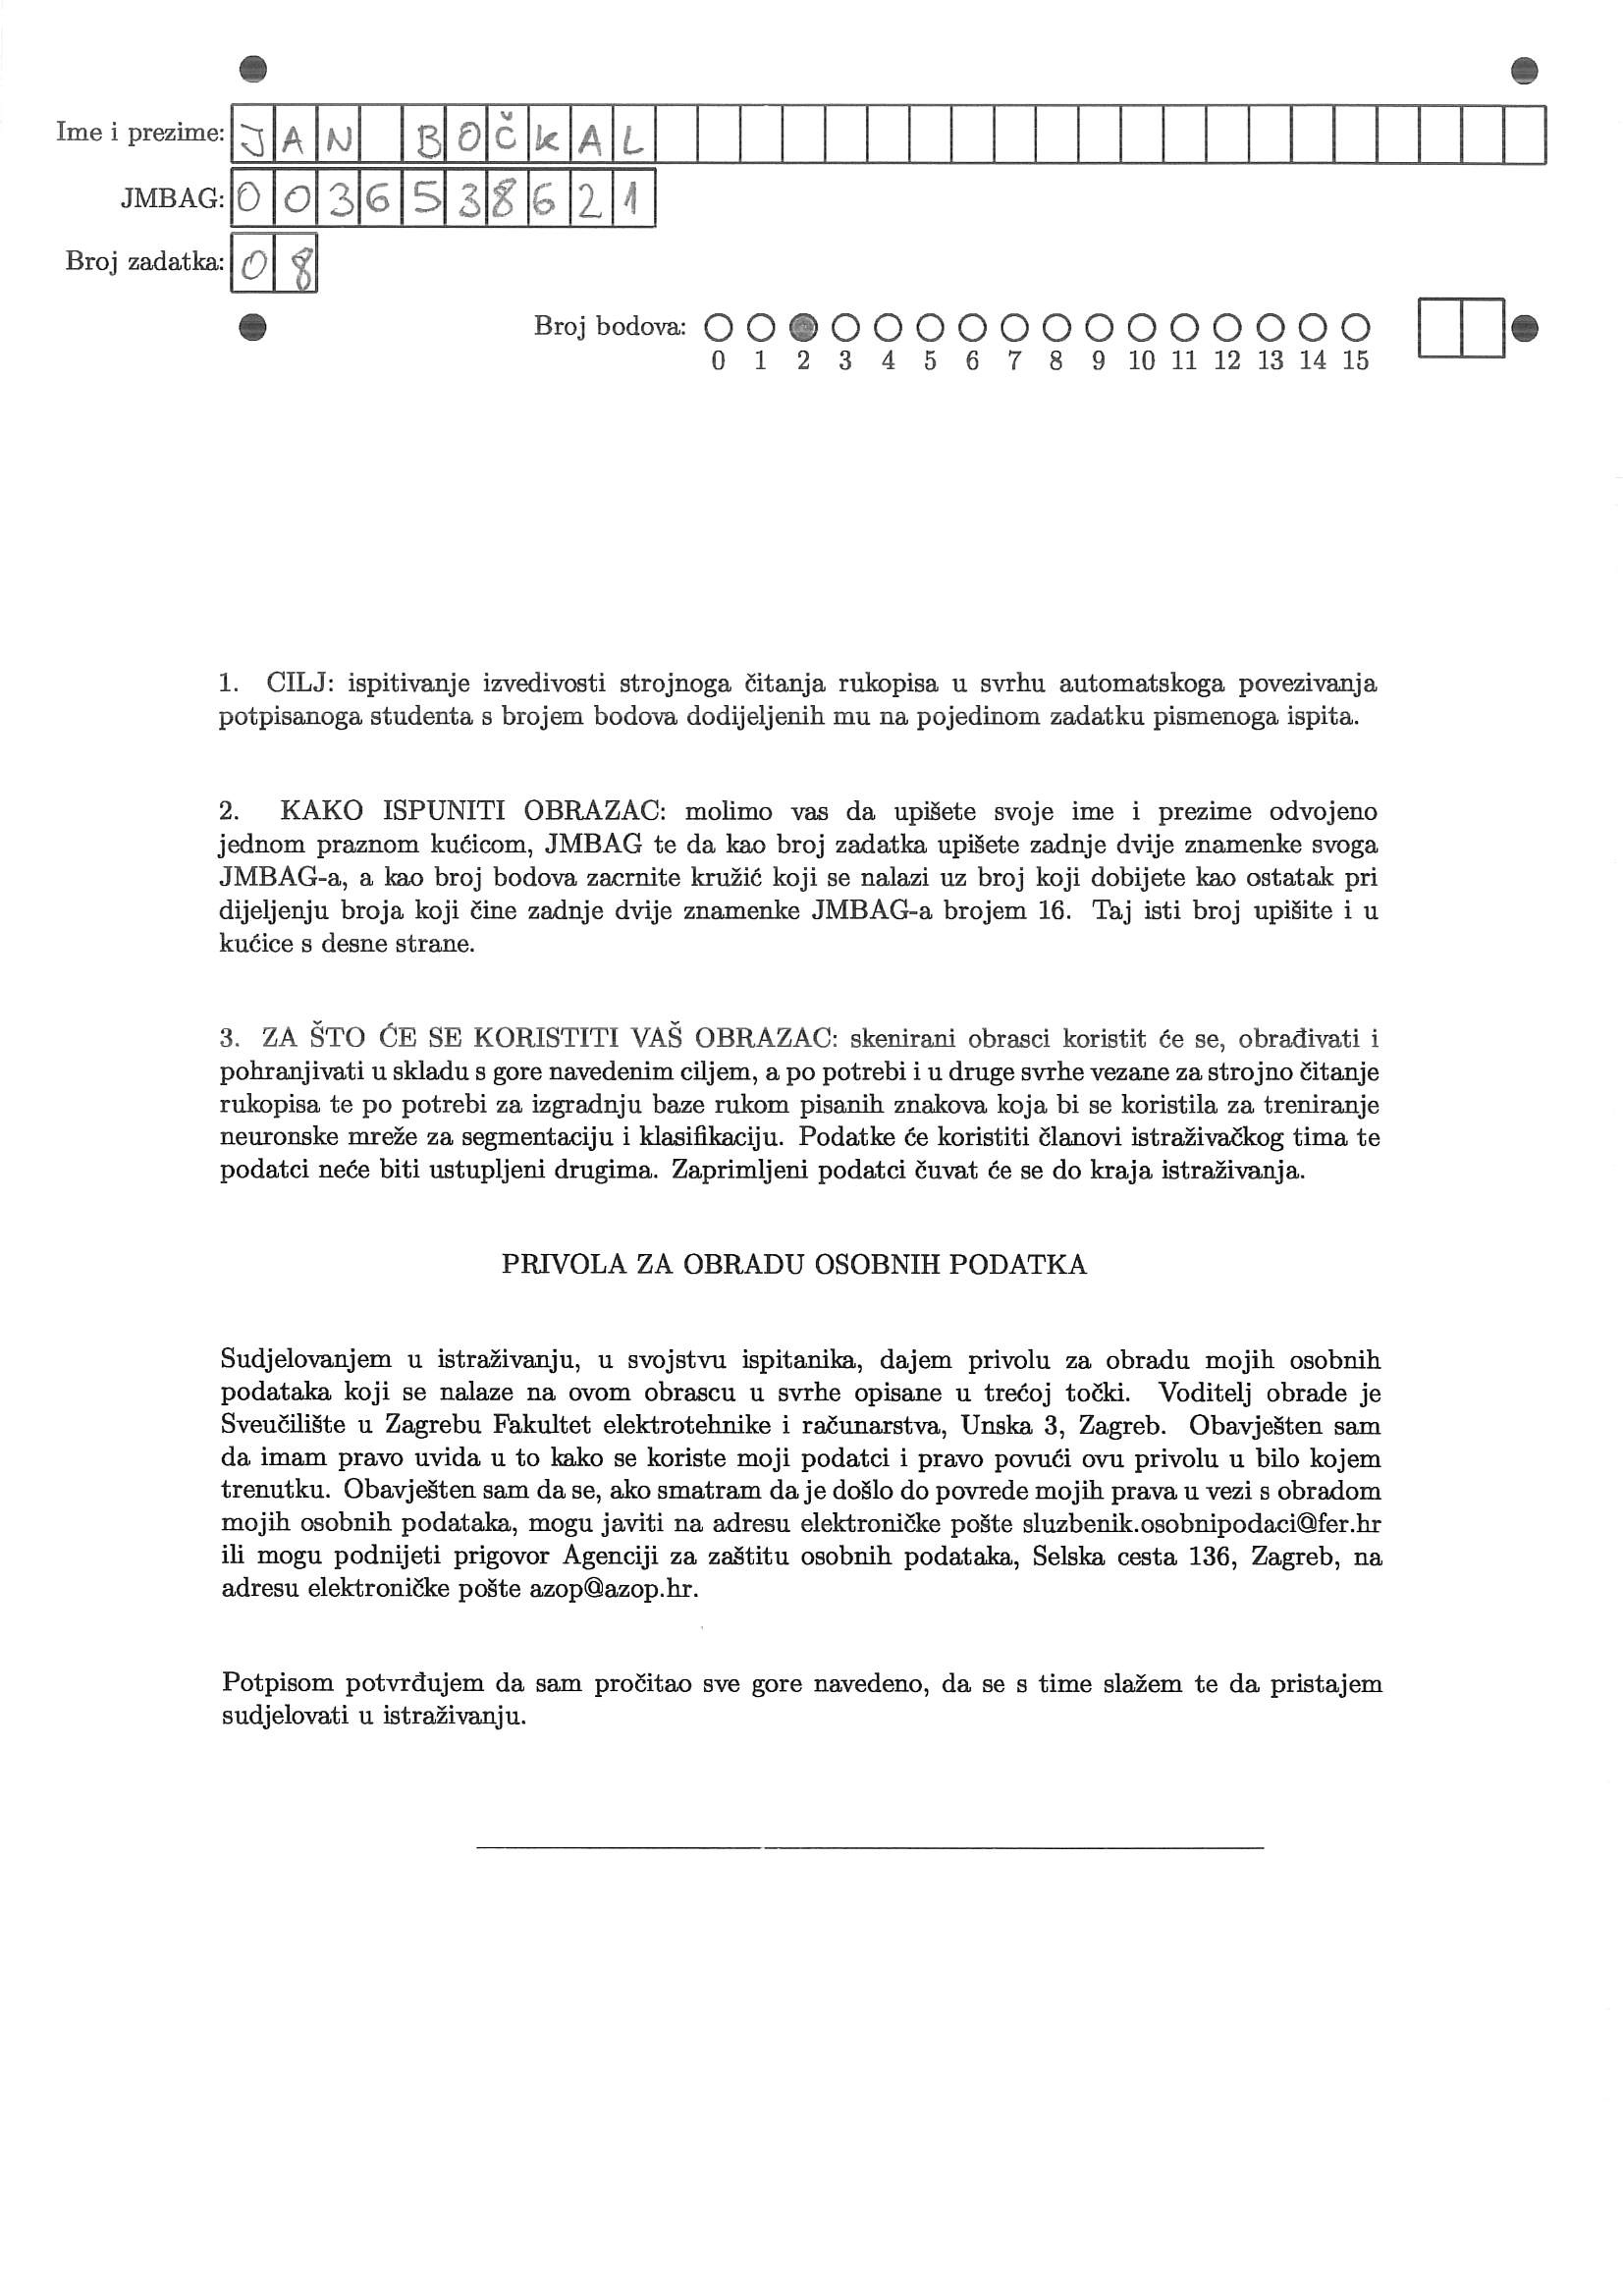 Ime i prezime: JAN BOČKAL
JMBAG: 0036538621
Broj zadatka: 08
Broj bodova:
0 1 2 3 4 5 6 7 8 9 10 11 12 13 14 15
1. CILJ: ispitivanje izvedivosti strojnoga čitanja rukopisa u svrhu automatskoga povezivanja
potpisanoga studenta s brojem bodova dodijeljenih mu na pojedinom zadatku pismenoga ispita.
2. KAKO ISPUNITI OBRAZAC: molimo vas da upišete svoje ime i prezime odvojeno
jednom praznom kućicom, JMBAG te da kao broj zadatka upišete zadnje dvije znamenke svoga
JMBAG-a, a kao broj bodova zacrnite kružić koji se nalazi uz broj koji dobijete kao ostatak pri
dijeljenju broja koji čine zadnje dvije znamenke JMBAG-a brojem 16. Taj isti broj upišite i u
kućice s desne strane.
3. ZA ŠTO ĆE SE KORISTITI VAŠ OBRAZAC: skenirani obrasci koristit će se, obrađivati i
pohranjivati u skladu s gore navedenim ciljem, a po potrebi i u druge svrhe vezane za strojno čitanje
rukopisa te po potrebi za izgradnju baze rukom pisanih znakova koja bi se koristila za treniranje
neuronske mreže za segmentaciju i klasifikaciju. Podatke će koristiti članovi istraživačkog tima te
podatci neće biti ustupljeni drugima. Zaprimljeni podatci čuvat će se do kraja istraživanja.
PRIVOLA ZA OBRADU OSOBNIH PODATKA
Sudjelovanjem u istraživanju, u svojstvu ispitanika, dajem privolu za obradu mojih osobnih
podataka koji se nalaze na ovom obrascu u svrhe opisane u trećoj točki. Voditelj obrade je
Sveučilište u Zagrebu Fakultet elektrotehnike i računarstva, Unska 3, Zagreb. Obavješten sam
da imam pravo uvida u to kako se koriste moji podatci i pravo povući ovu privolu u bilo kojem
trenutku. Obavješten sam da se, ako smatram da je došlo do povrede mojih prava u vezi s obradom
mojih osobnih podataka, mogu javiti na adresu elektroničke pošte sluzbenik.osobnipodaci@fer.hr
ili mogu podnijeti prigovor Agenciji za zaštitu osobnih podataka, Selska cesta 136, Zagreb, na
adresu elektroničke pošte azop@azop.hr.
Potpisom potvrđujem da sam pročitao sve gore navedeno, da se s time slažem te da pristajem
sudjelovati u istraživanju.